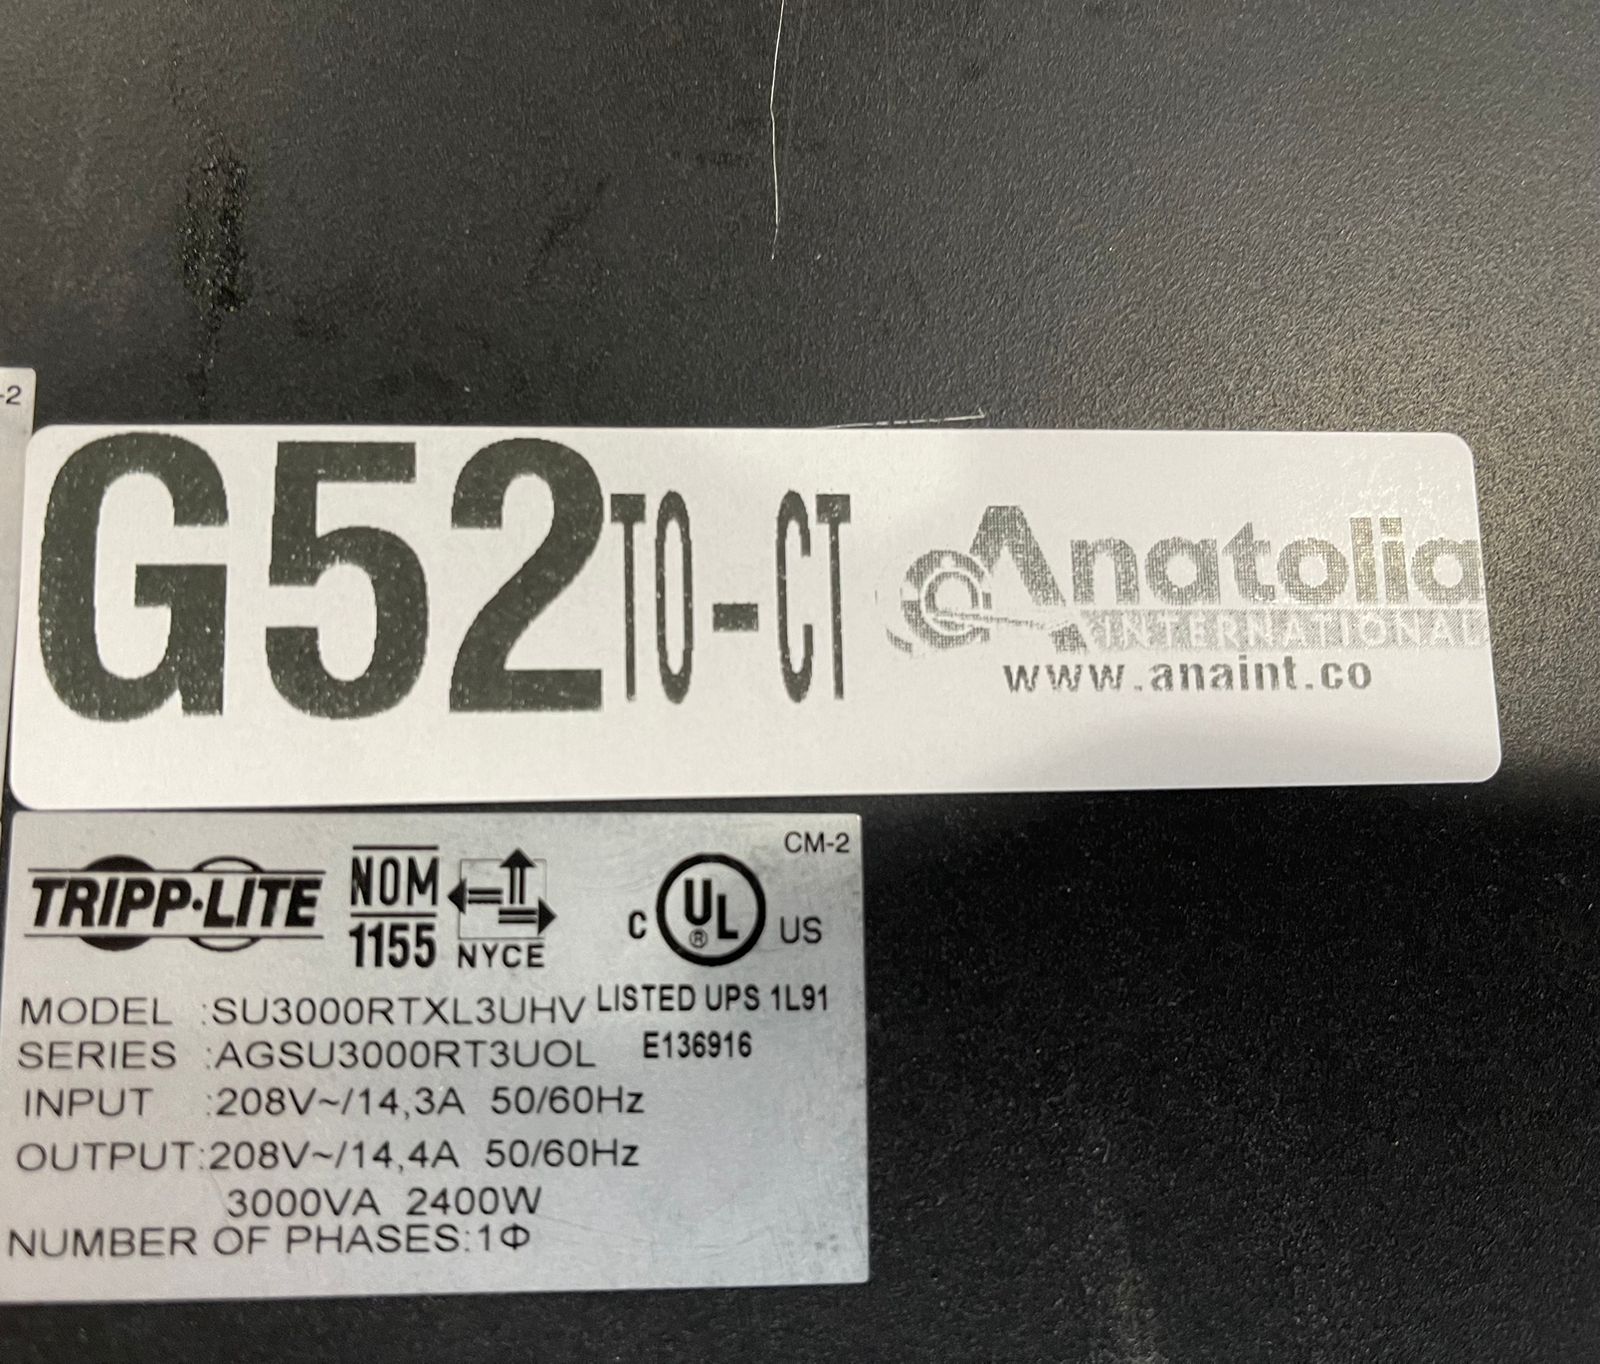 -2
G52TO-CT
Anatolia
INTERNATIONAL
www.anaint.co
CM-2
TRIPP·LITE
NOM
1155
NYCE
C UL US
®
LISTED UPS 1L91
E136916
MODEL :SU3000RTXL3UHV
SERIES :AGSU3000RT3UOL
INPUT :208V~/14,3A 50/60Hz
OUTPUT:208V~/14,4A 50/60Hz
3000VA 2400W
NUMBER OF PHASES:1Φ